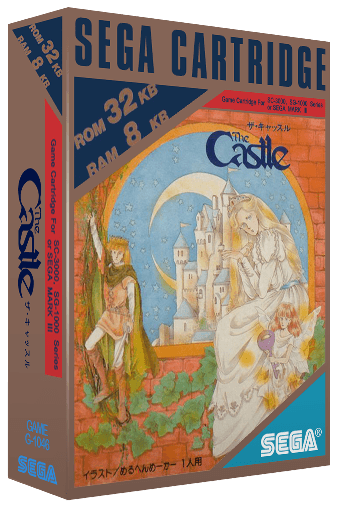 ROM 32 KB
RAM 8 KB
Game Cartridge For SC-3000, SG-1000 Series
or SEGA MARK III
The
Castle
ザ・キャッスル
GAME
G-1046
SEGA
SEGA CARTRIDGE
ROM 32 KB
RAM 8 KB
Game Cartridge For SC-3000, SG-1000 Series
or SEGA MARK III
ザ・キャッスル
The
Castle
イラスト/めるへんめーかー 1人用
SEGA®